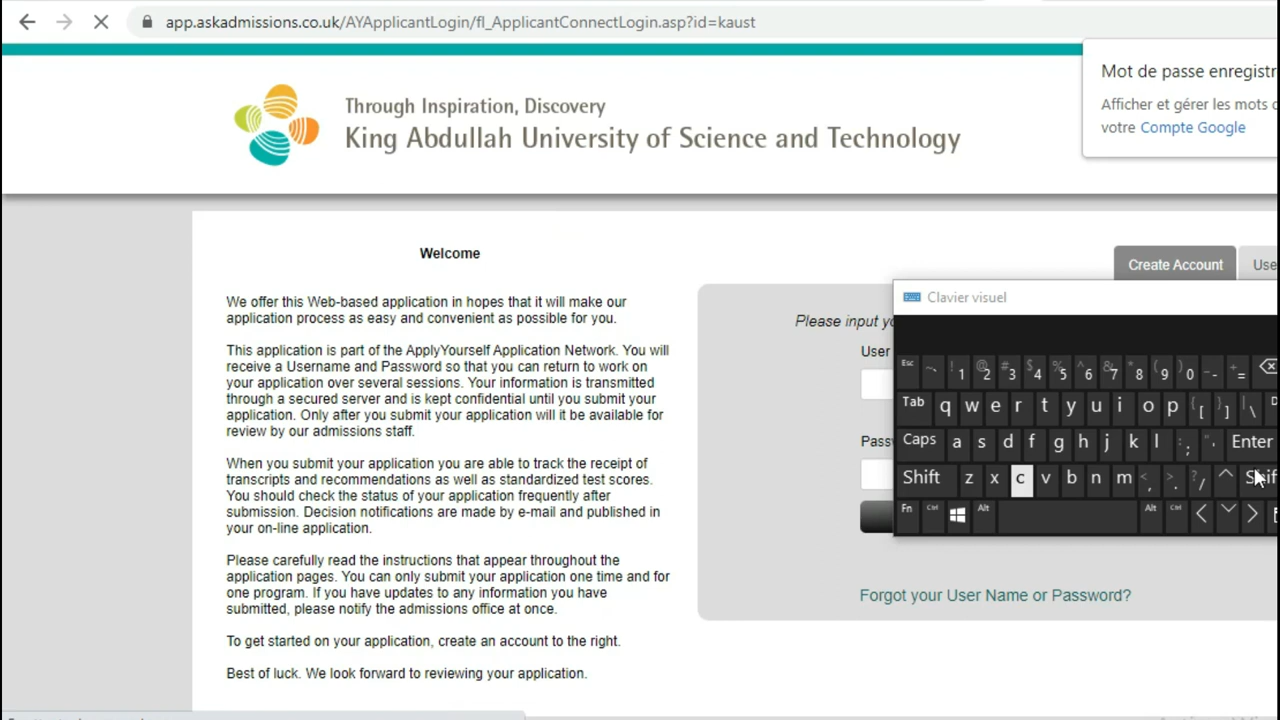 app.askadmissions.co.uk/AYApplicantLogin/fl_ApplicantConnectLogin.asp?id=kaust
Mot de passe enregistr
Afficher et gérer les mots
votre Compte Google
Through Inspiration, Discovery
King Abdullah University of Science and Technology
Welcome
We offer this Web-based application in hopes that it will make our
application process as easy and convenient as possible for you.
This application is part of the ApplyYourself Application Network. You will
receive a Username and Password so that you can return to work on
your application over several sessions. Your information is transmitted
through a secured server and is kept confidential until you submit your
application. Only after you submit your application will it be available for
review by our admissions staff.
When you submit your application you are able to track the receipt of
transcripts and recommendations as well as standardized test scores.
You should check the status of your application frequently after
submission. Decision notifications are made by e-mail and published in
your on-line application.
Please carefully read the instructions that appear throughout the
application pages. You can only submit your application one time and for
one program. If you have updates to any information you have
submitted, please notify the admissions office at once.
To get started on your application, create an account to the right.
Best of luck. We look forward to reviewing your application.
Create Account
Use
Please input yo
User
Passw
Forgot your User Name or Password?
Clavier visuel
Esc ~ ` ! 1 @ 2 # 3 $ 4 % 5 ^ 6 & 7 * 8 ( 9 ) 0 _ - + =
Tab q w e r t y u i o p { [ } ] | \
Caps a s d f g h j k l : ; " ' Enter
Shift z x c v b n m < , > . ? / ^ Shif
Fn Ctrl Alt Alt Ctrl